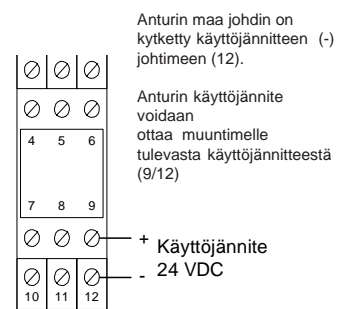 Anturin maa johdin on
kytketty käyttöjännitteen (-)
johtimeen (12).
Anturin käyttöjännite
voidaan
ottaa muuntimelle
tulevasta käyttöjännitteestä
(9/12)
4 5 6
7 8 9
+ Käyttöjännite
- 24 VDC
10 11 12